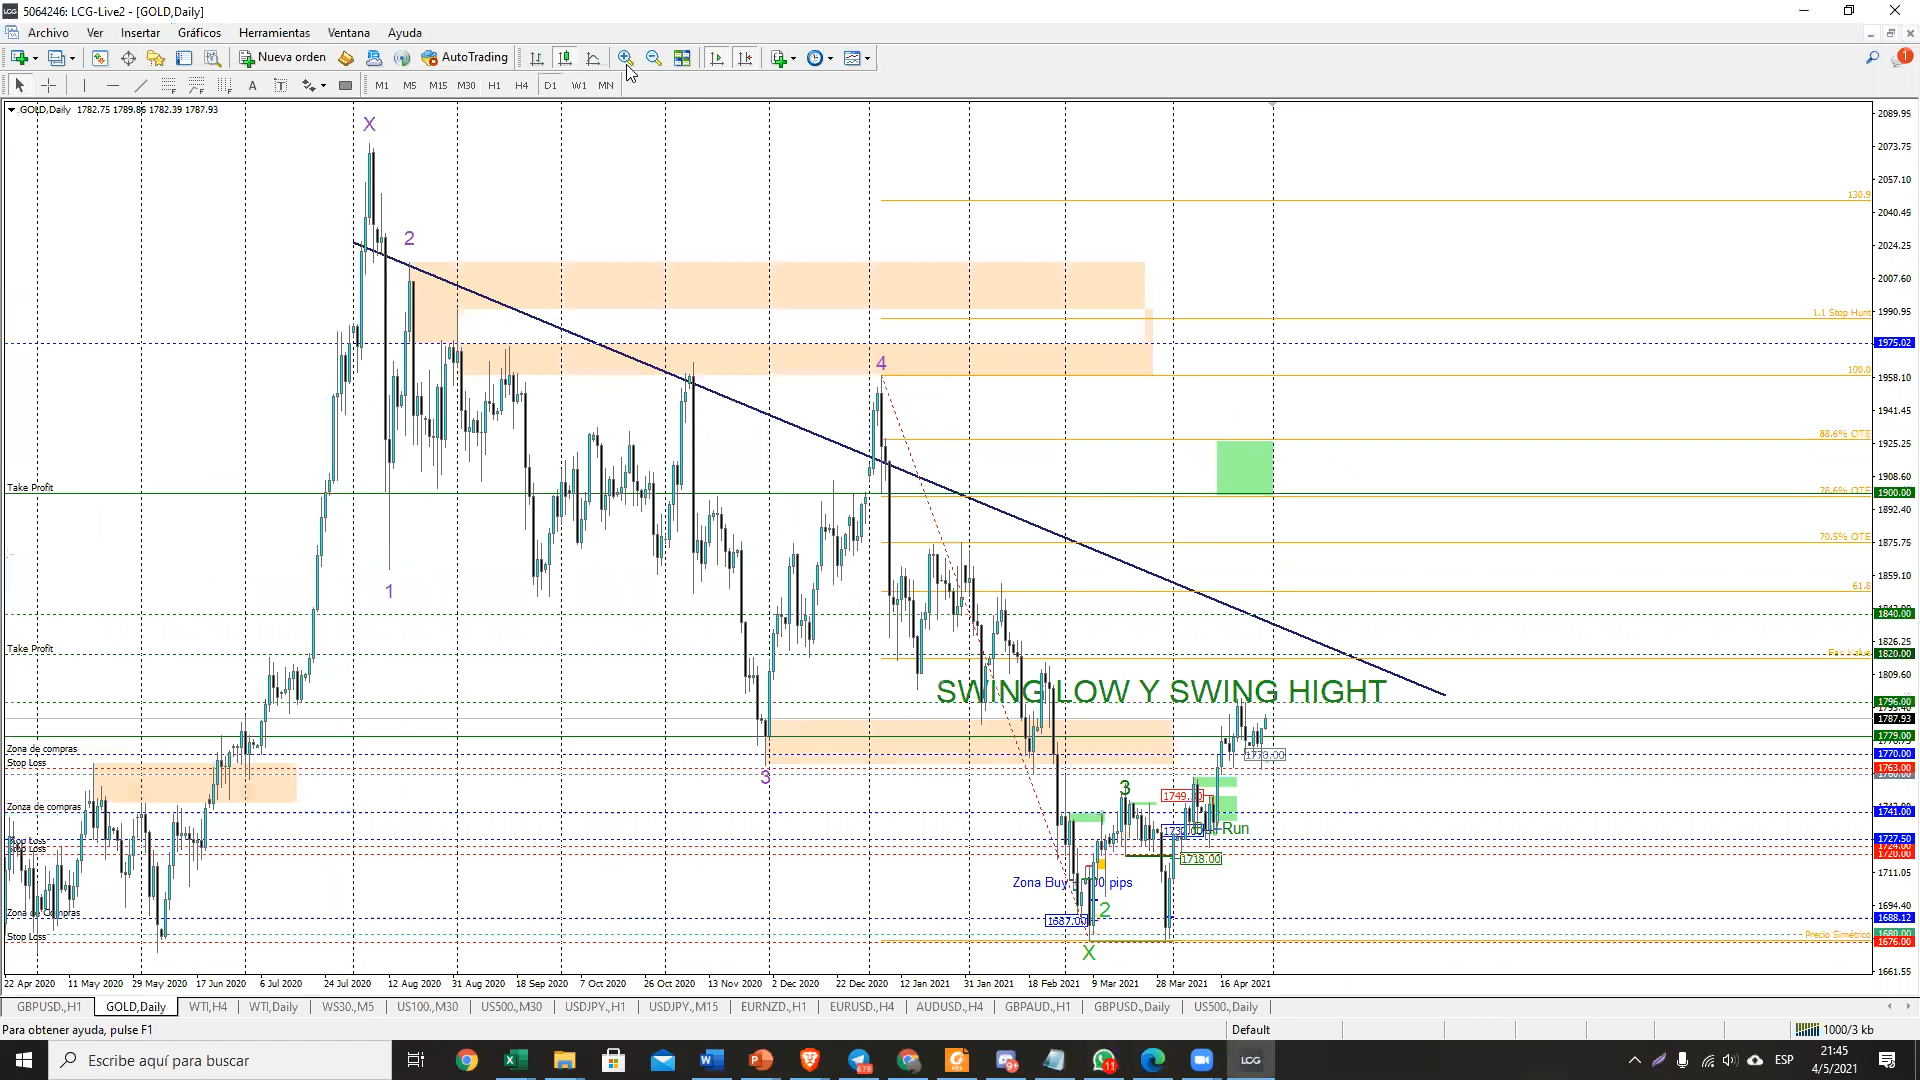 5064246: LCG-Live2 - [GOLD,Daily]
Archivo Ver Insertar Gráficos Herramientas Ventana Ayuda
Nueva orden AutoTrading
M1 M5 M15 M30 H1 H4 D1 W1 MN
GOLD,Daily 1782.75 1789.86 1782.39 1787.93
X
2
1
3
4
130.9
1.1 Stop Hunt
100.0
88.6% OTE
78.6% OTE
70.5% OTE
61.8
Precio Simétrico
Take Profit
Take Profit
Zona de compras
Stop Loss
Zonza de compras
Stop Loss
Stop Loss
Zona de Compras
Stop Loss
SWING LOW Y SWING HIGHT
1773.00
3
1749.
Run
1718.00
Zona Buy
pips
1687.00
2
X
2089.95
2073.75
2057.10
2040.45
2024.25
2007.60
1990.95
1975.02
1958.10
1941.45
1925.25
1908.60
1900.00
1892.40
1875.75
1859.10
1840.00
1826.25
1820.00
1809.60
1796.00
1787.93
1779.00
1770.00
1763.00
1741.00
1727.50
1720.00
1711.05
1694.40
1688.12
1680.00
1676.00
1661.55
22 Apr 2020 11 May 2020 29 May 2020 17 Jun 2020 6 Jul 2020 24 Jul 2020 12 Aug 2020 31 Aug 2020 18 Sep 2020 7 Oct 2020 26 Oct 2020 13 Nov 2020 2 Dec 2020 22 Dec 2020 12 Jan 2021 31 Jan 2021 18 Feb 2021 9 Mar 2021 28 Mar 2021 16 Apr 2021
GBPUSD.,H1 GOLD,Daily WTI,H4 WTI,Daily WS30.,M5 US100.,M30 US500.,M30 USDJPY.,H1 USDJPY.,M15 EURNZD.,H1 EURUSD.,H4 AUDUSD.,H4 GBPAUD.,H1 GBPUSD.,Daily US500.,Daily
Para obtener ayuda, pulse F1
Default
1000/3 kb
Escribe aquí para buscar
LCG
ESP
21:45
4/5/2021